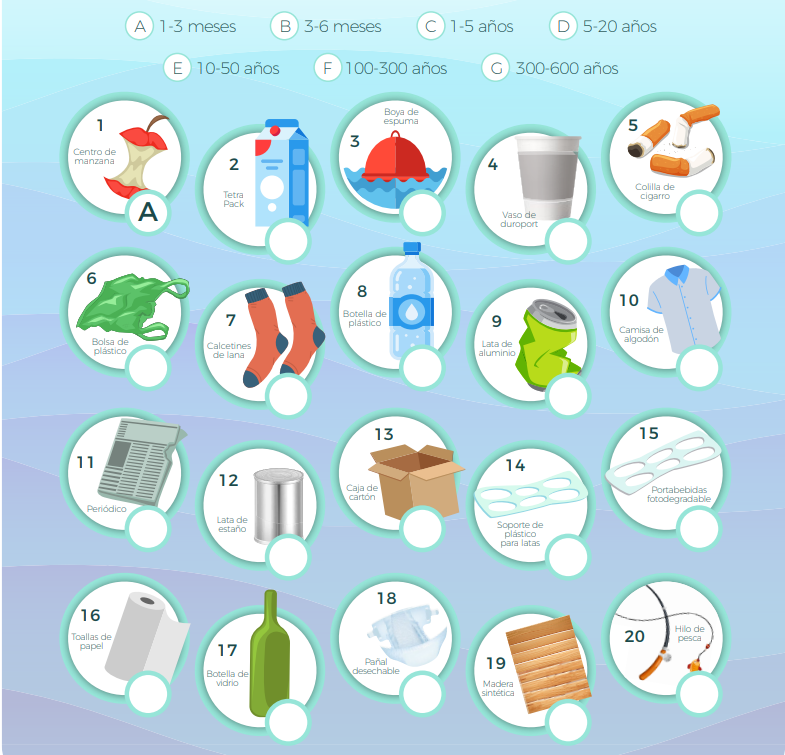 A 1-3 meses B 3-6 meses C 1-5 años D 5-20 años
E 10-50 años F 100-300 años G 300-600 años
1
Centro de
manzana
A
2
Tetra
Pack
3
Boya de
espuma
4
Vaso de
duroport
5
Colilla de
cigarro
6
Bolsa de
plástico
7
Calcetines
de lana
8
Botella de
plástico
9
Lata de
aluminio
10
Camisa de
algodón
11
Periódico
12
Lata de
estaño
13
Caja de
cartón
14
Soporte de
plástico
para latas
15
Portabebidas
fotodegradable
16
Toallas de
papel
17
Botella de
vidrio
18
Pañal
desechable
19
Madera
sintética
20
Hilo de
pesca